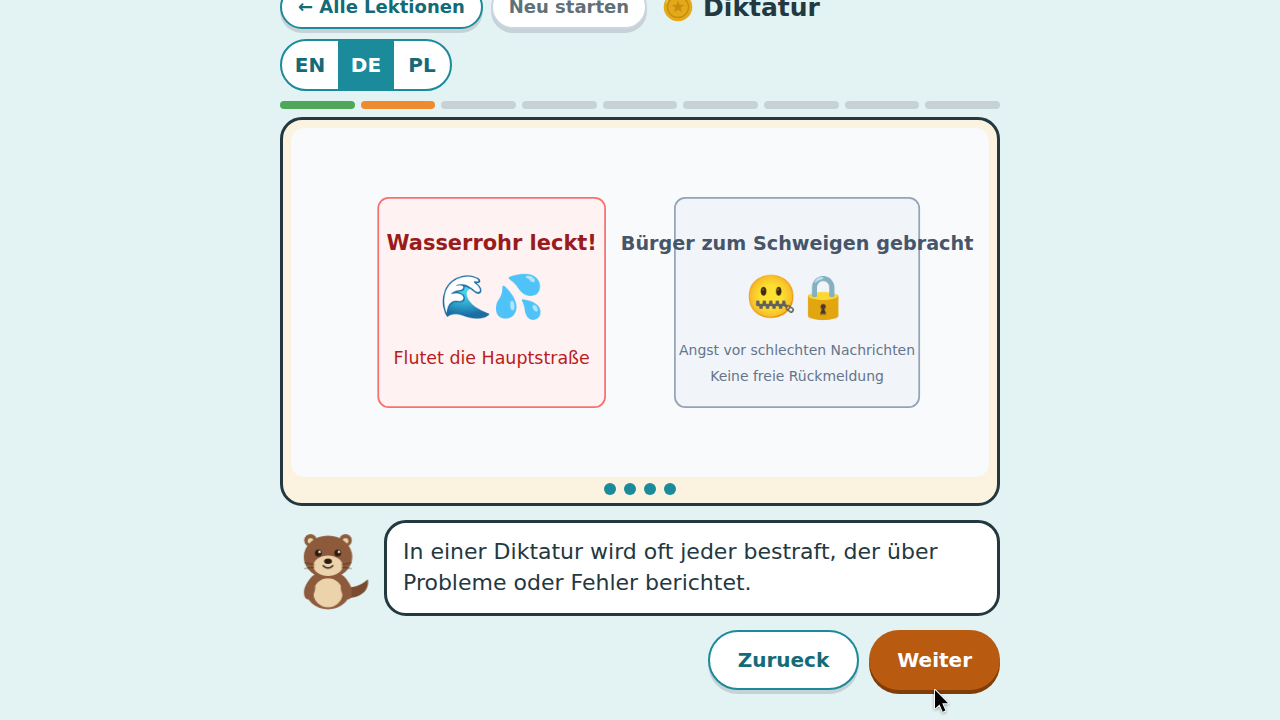 ← Alle Lektionen
Neu starten
Diktatur
EN DE PL
Wasserrohr leckt!
Flutet die Hauptstraße
Bürger zum Schweigen gebracht
Angst vor schlechten Nachrichten
Keine freie Rückmeldung
In einer Diktatur wird oft jeder bestraft, der über
Probleme oder Fehler berichtet.
Zurueck
Weiter